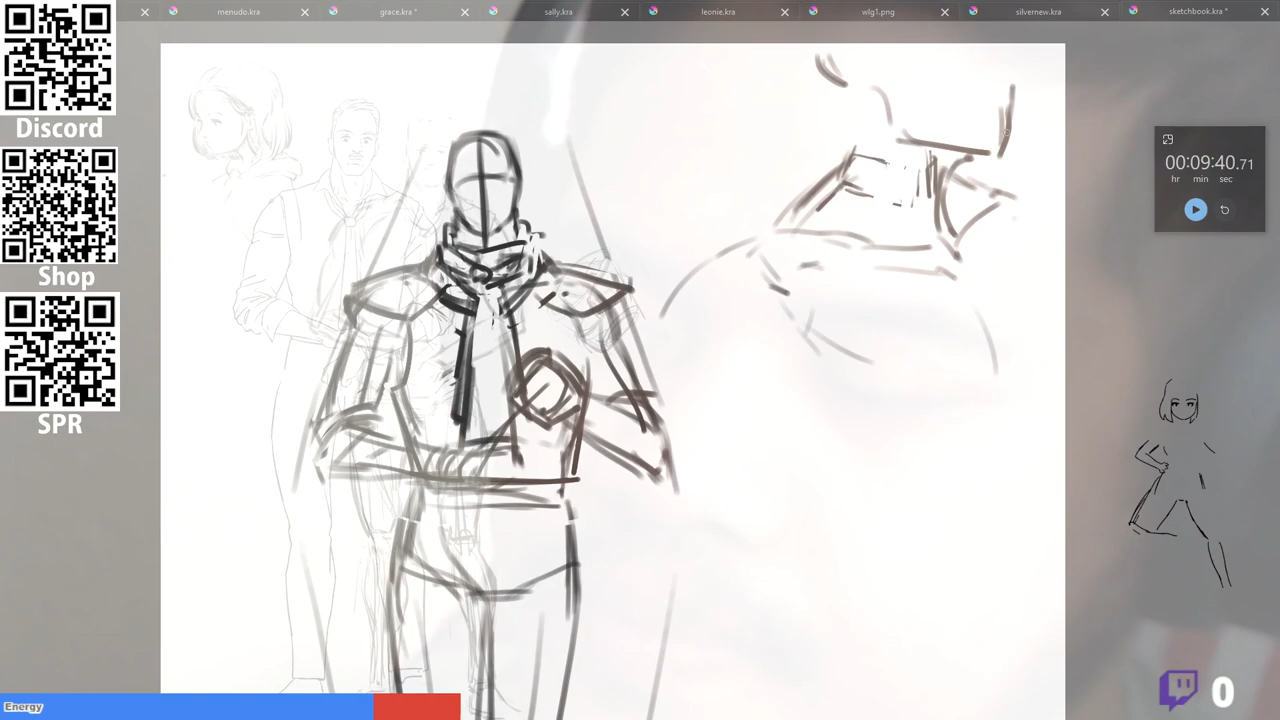 menudo.kra
grace.kra *
sally.kra
leonie.kra
wlg1.png
silvernew.kra
sketchbook.kra *
Discord
Shop
SPR
00:09:40.71
hr min sec
Energy
0